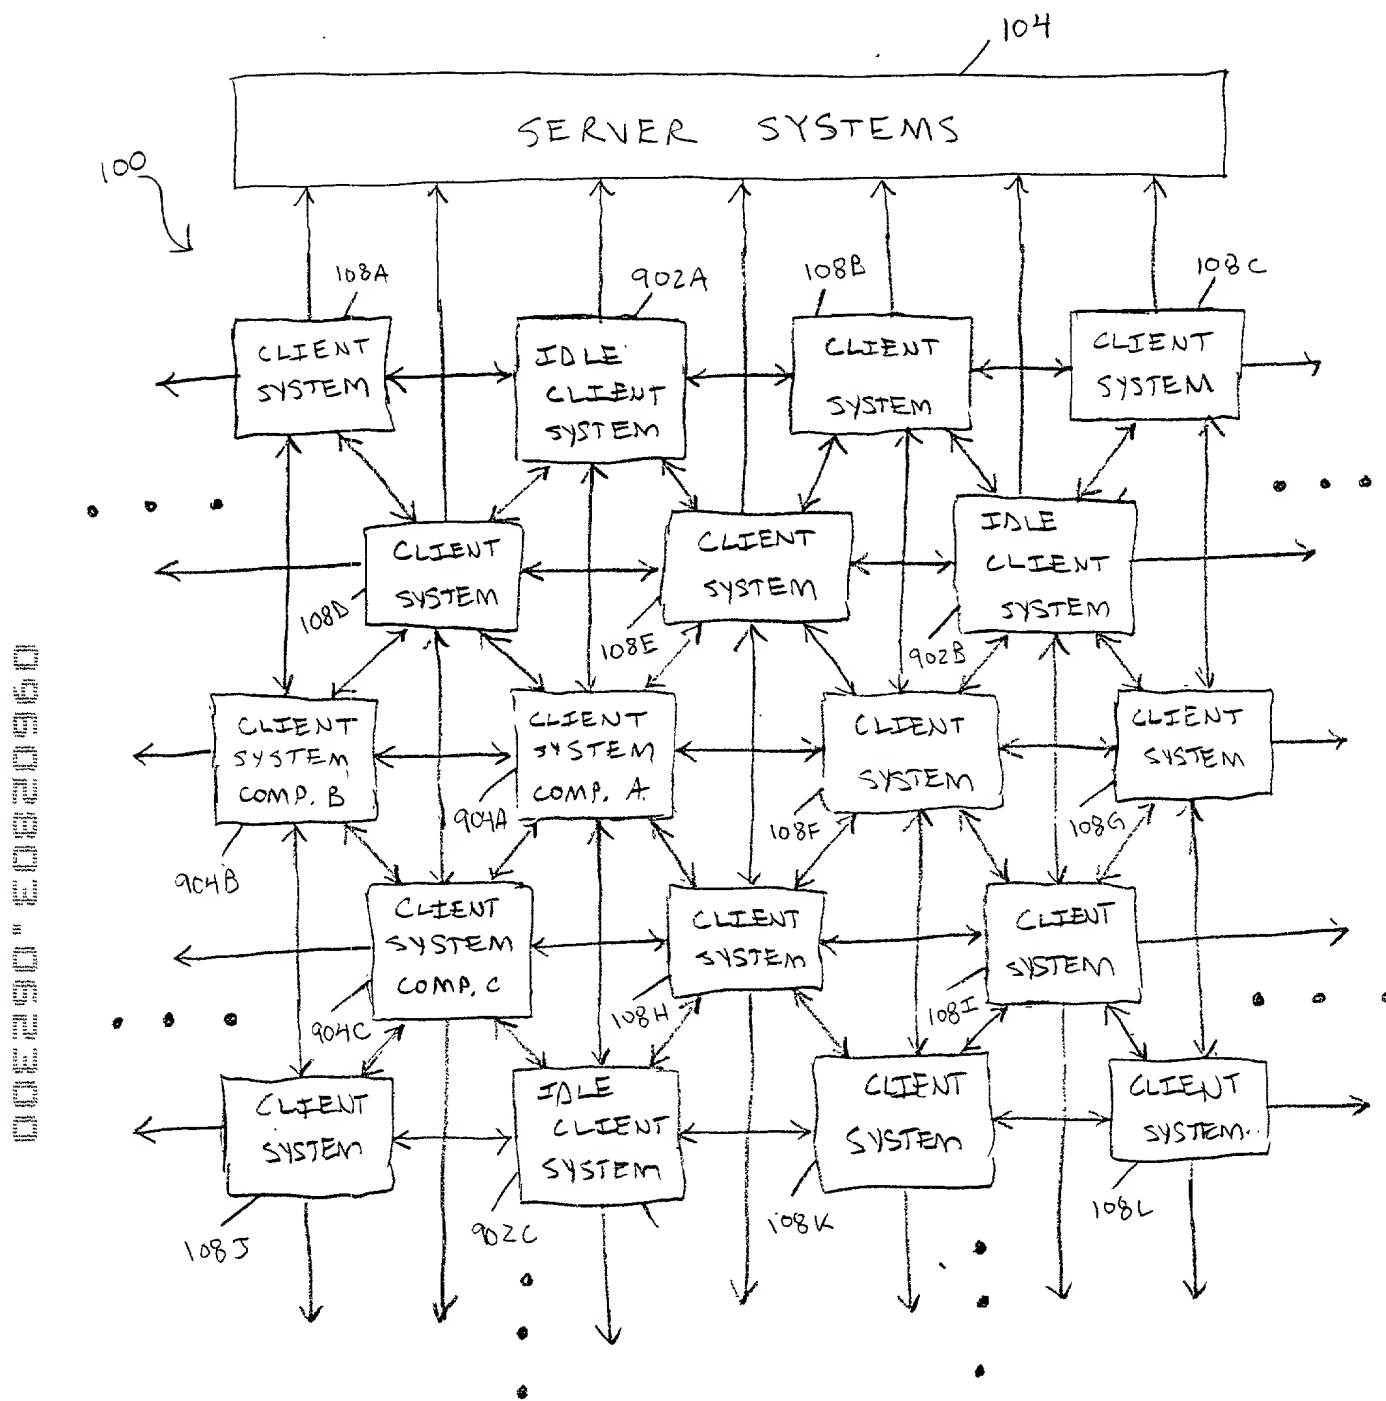 104
SERVER SYSTEMS
100
108A
902A
108B
108C
CLIENT
SYSTEM
IDLE
CLIENT
SYSTEM
CLIENT
SYSTEM
CLIENT
SYSTEM
CLIENT
SYSTEM
108D
CLIENT
SYSTEM
108E
IDLE
CLIENT
SYSTEM
902B
CLIENT
SYSTEM
COMP. B
904B
CLIENT
SYSTEM
COMP. A
904A
CLIENT
SYSTEM
108F
CLIENT
SYSTEM
108G
CLIENT
SYSTEM
COMP. C
904C
CLIENT
SYSTEM
108H
CLIENT
SYSTEM
108I
CLIENT
SYSTEM
108J
IDLE
CLIENT
SYSTEM
902C
CLIENT
SYSTEM
108K
CLIENT
SYSTEM
108L
09602803.062300